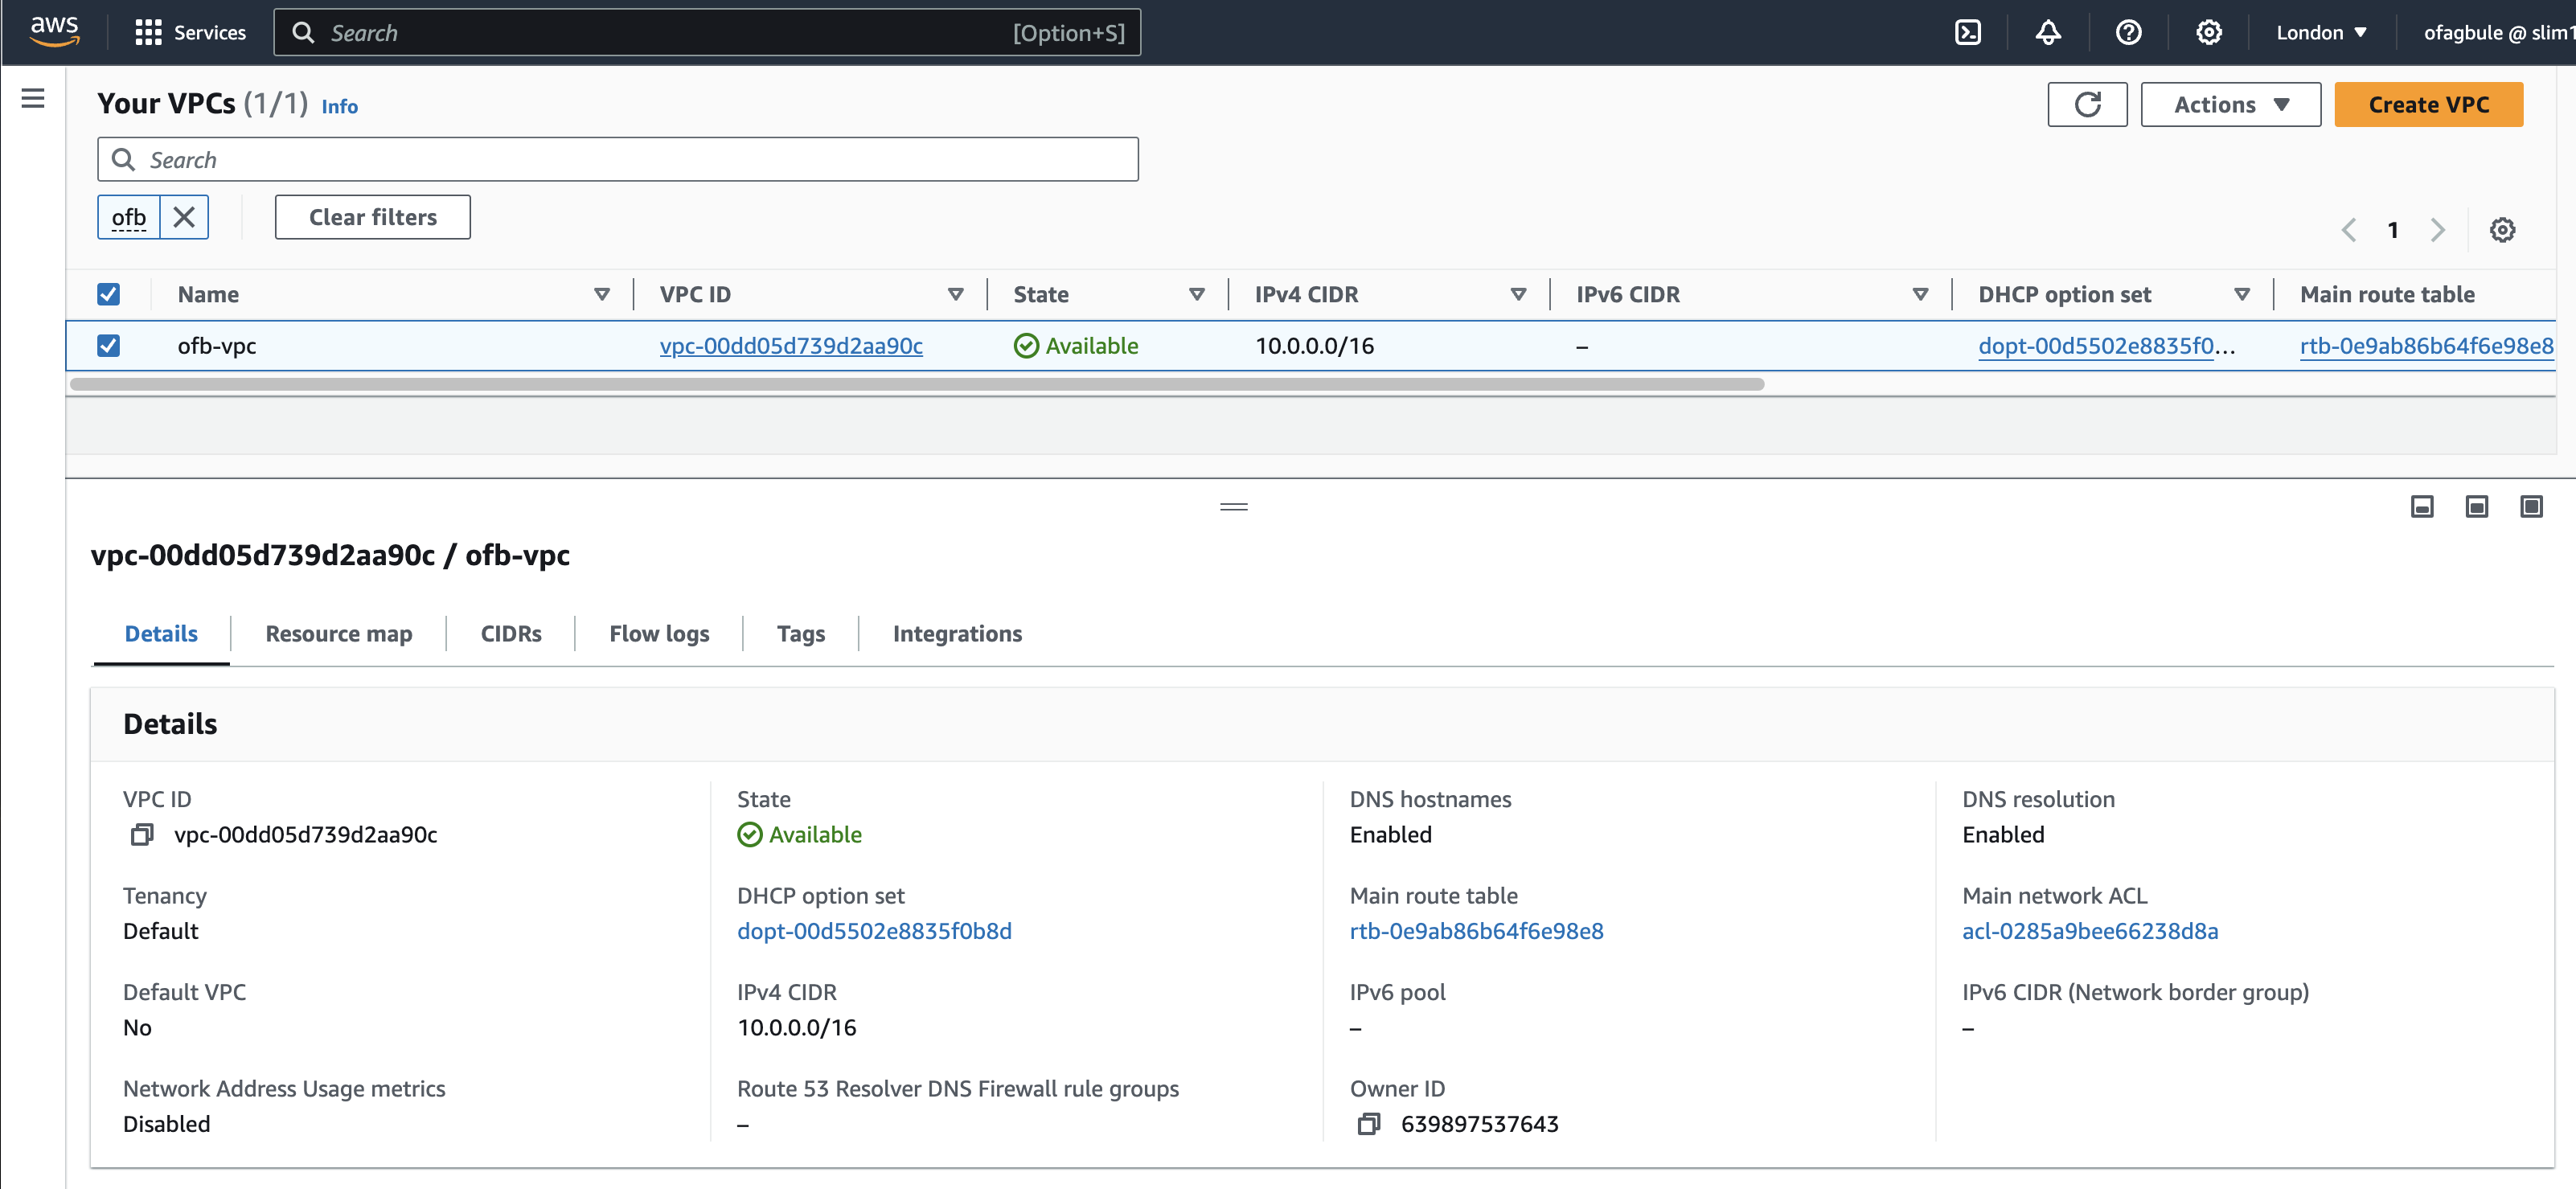 aws Services Search [Option+S] London ofagbule @ slim1
Your VPCs (1/1) Info Actions Create VPC
Search
ofb Clear filters 1
Name VPC ID State IPv4 CIDR IPv6 CIDR DHCP option set Main route table
ofb-vpc vpc-00dd05d739d2aa90c Available 10.0.0.0/16 – dopt-00d5502e8835f0... rtb-0e9ab86b64f6e98e8
vpc-00dd05d739d2aa90c / ofb-vpc
Details Resource map CIDRs Flow logs Tags Integrations
Details
VPC ID State DNS hostnames DNS resolution
vpc-00dd05d739d2aa90c Available Enabled Enabled
Tenancy DHCP option set Main route table Main network ACL
Default dopt-00d5502e8835f0b8d rtb-0e9ab86b64f6e98e8 acl-0285a9bee66238d8a
Default VPC IPv4 CIDR IPv6 pool IPv6 CIDR (Network border group)
No 10.0.0.0/16 – –
Network Address Usage metrics Route 53 Resolver DNS Firewall rule groups Owner ID
Disabled – 639897537643